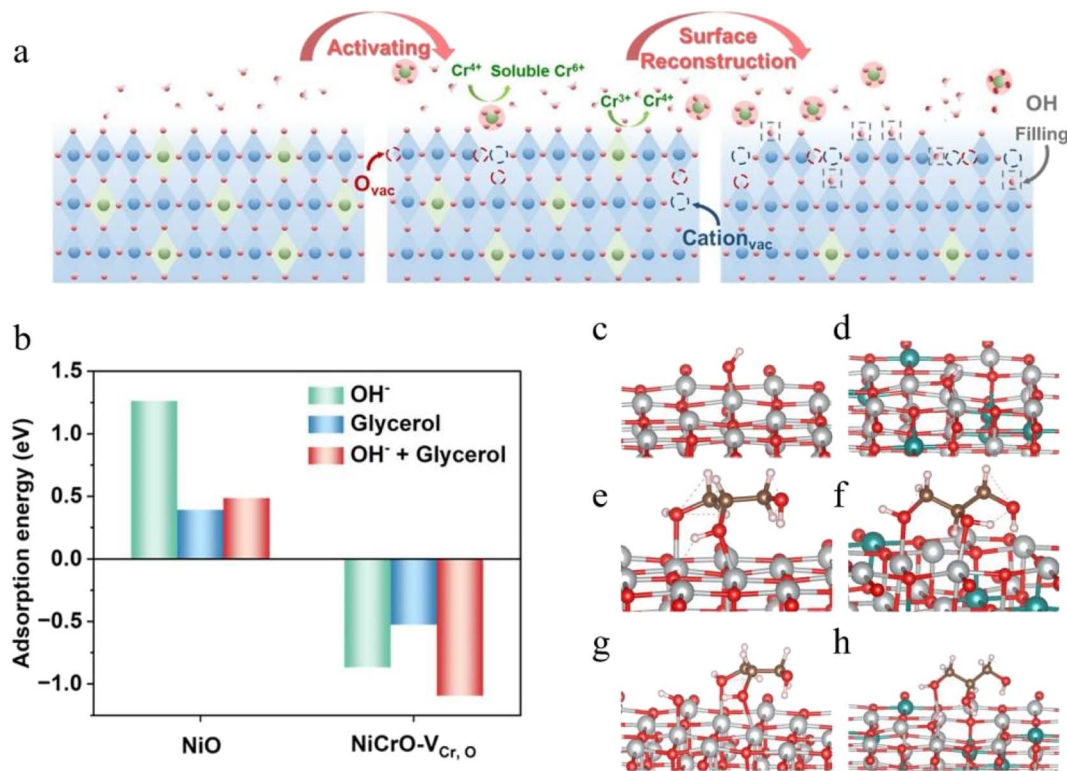 a
Activating
Surface
Reconstruction
Cr⁴⁺ Soluble Cr⁶⁺
Cr³⁺ Cr⁴⁺
OH
Filling
Ovac
Cationvac
b
Adsorption energy (eV)
1.5
1.0
0.5
0.0
−0.5
−1.0
OH⁻
Glycerol
OH⁻ + Glycerol
NiO
NiCrO-VCr, O
c
d
e
f
g
h